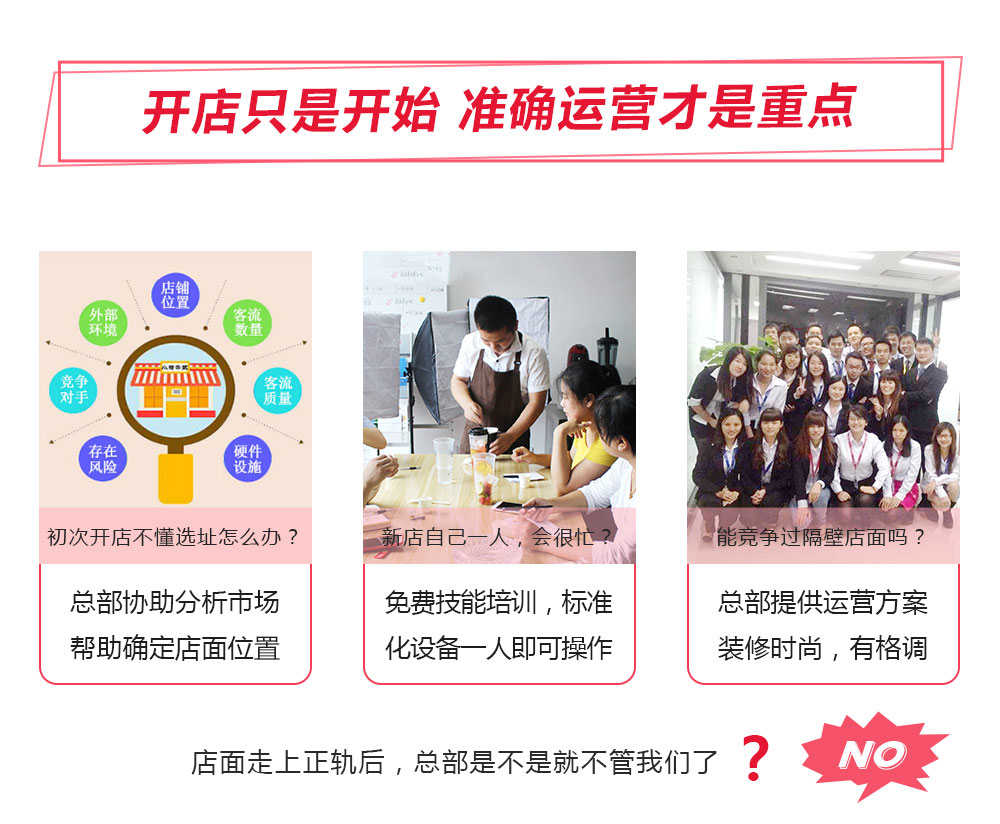 开店只是开始 准确运营才是重点
店铺
位置
外部
环境
客流
数量
竞争
对手
客流
质量
存在
风险
硬件
设施
初次开店不懂选址怎么办？
新店自己一人，会很忙？
能竞争过隔壁店面吗？
总部协助分析市场
帮助确定店面位置
免费技能培训，标准
化设备一人即可操作
总部提供运营方案
装修时尚，有格调
店面走上正轨后，总部是不是就不管我们了？
NO